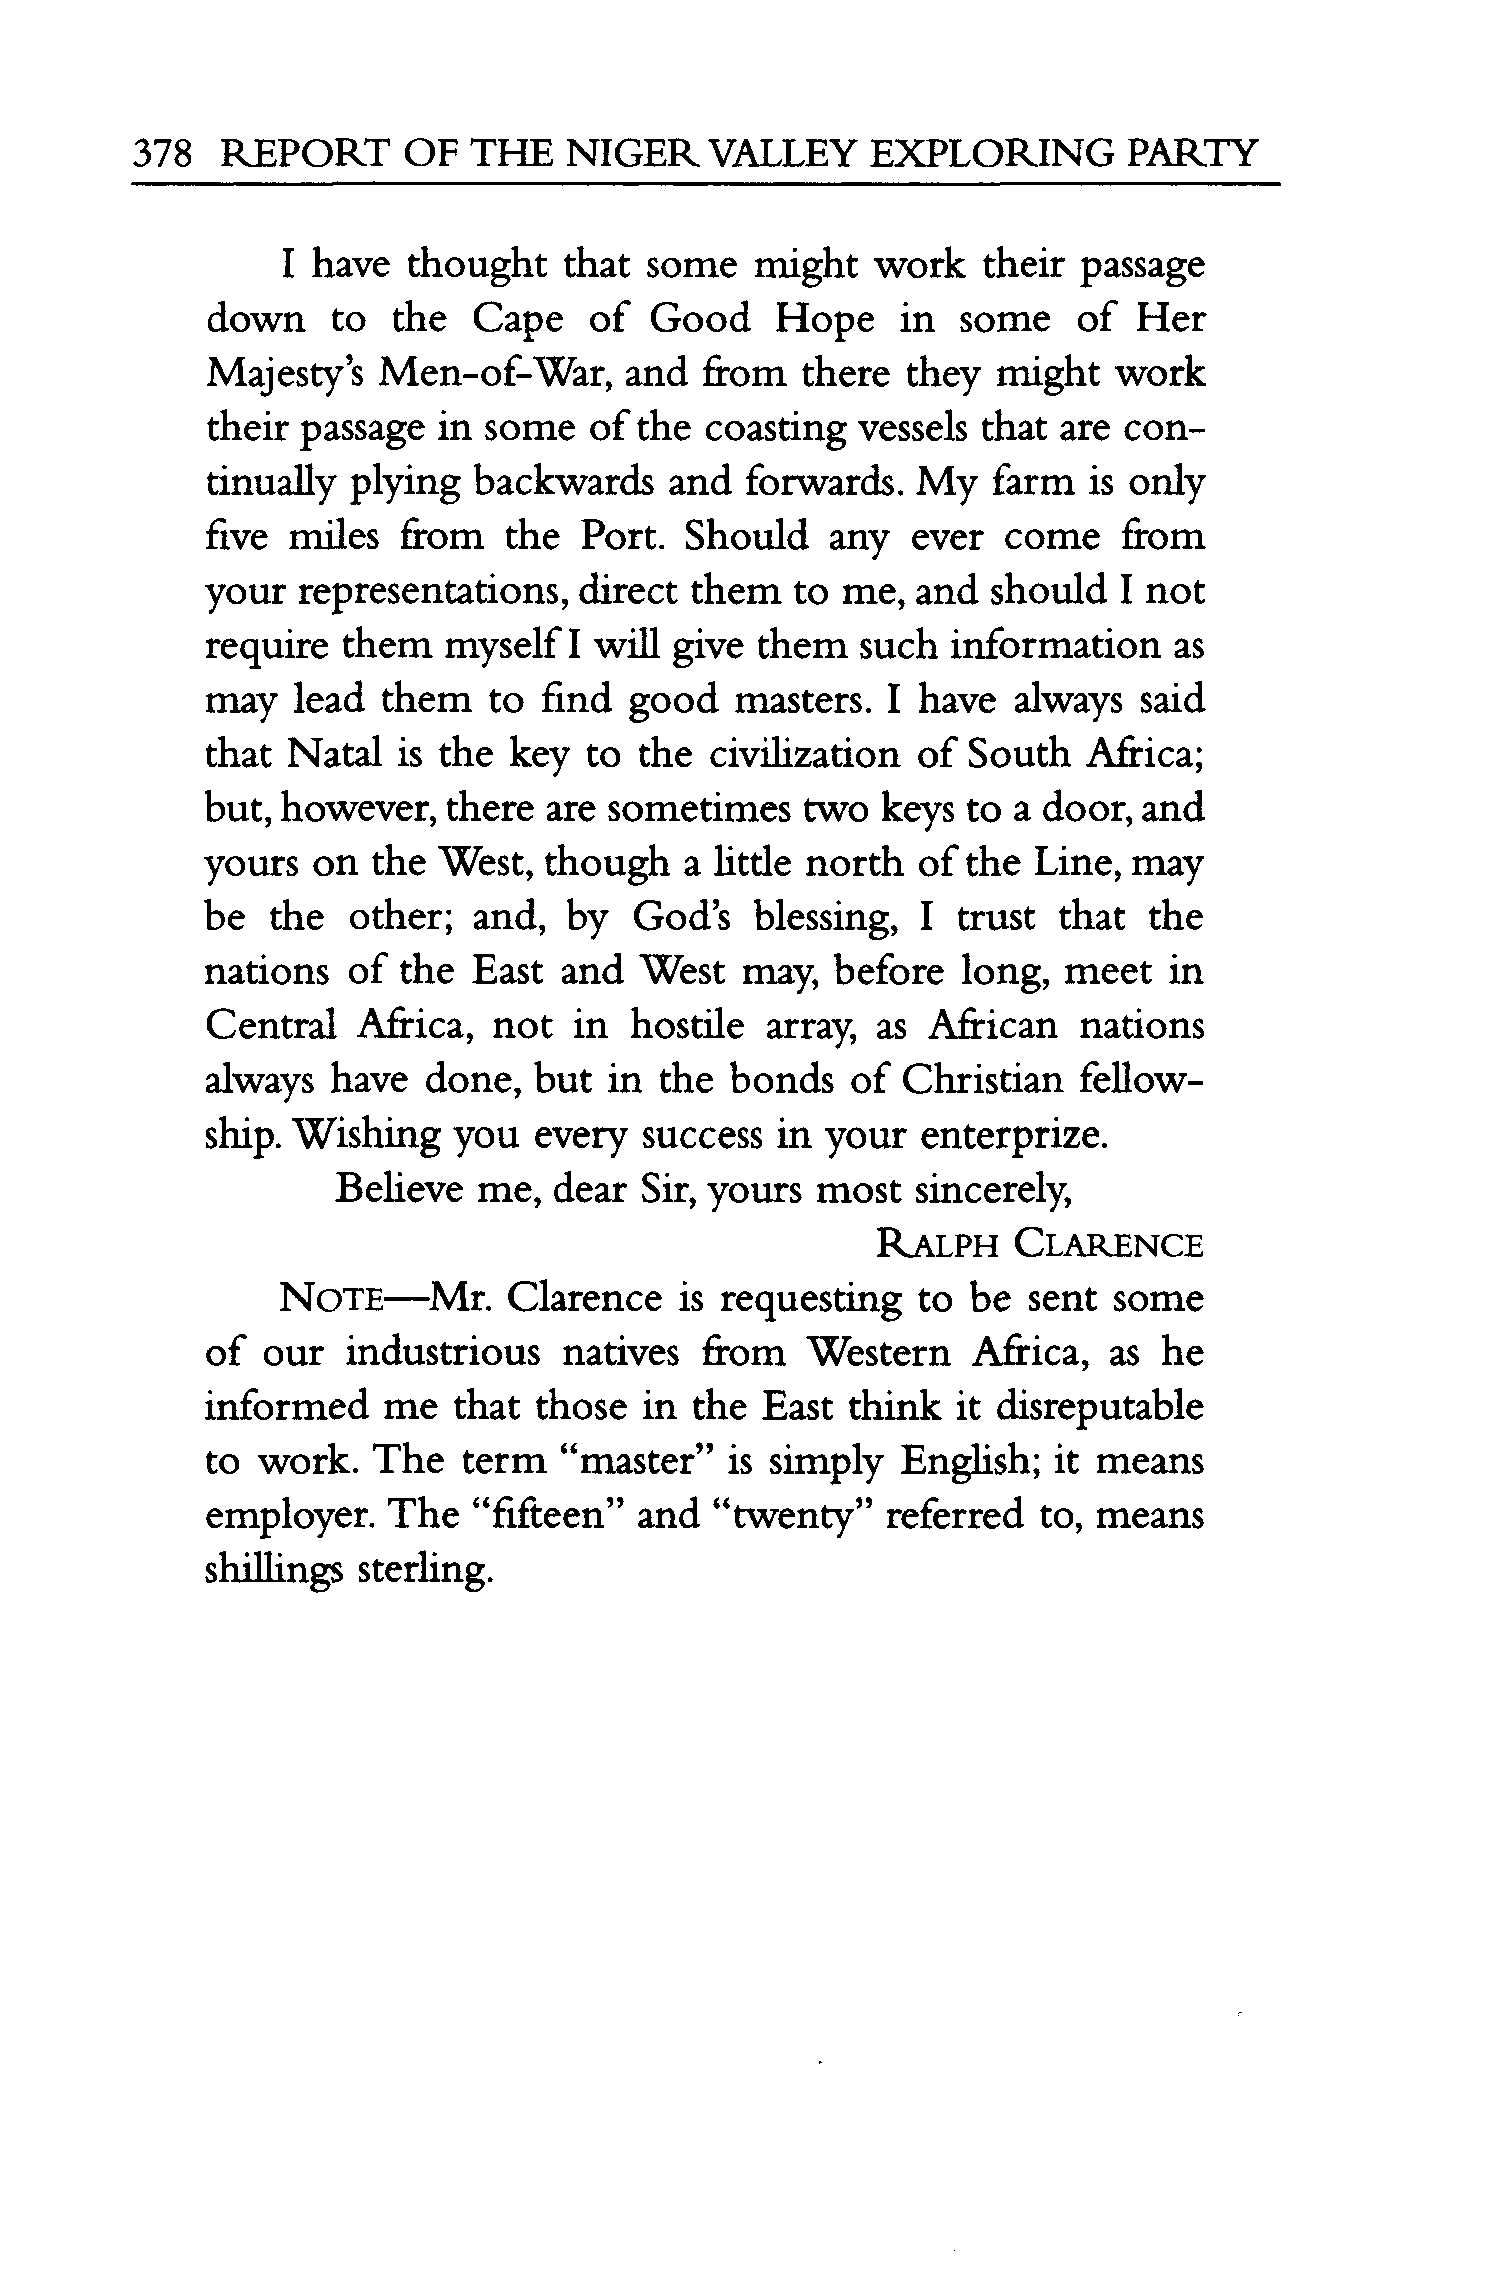 378 REPORT OF THE NIGER VALLEY EXPLORING PARTY
I have thought that some might work their passage
down to the Cape of Good Hope in some of Her
Majesty's Men-of-War, and from there they might work
their passage in some of the coasting vessels that are con-
tinually plying backwards and forwards. My farm is only
five miles from the Port. Should any ever come from
your representations, direct them to me, and should I not
require them myself I will give them such information as
may lead them to find good masters. I have always said
that Natal is the key to the civilization of South Africa;
but, however, there are sometimes two keys to a door, and
yours on the West, though a little north of the Line, may
be the other; and, by God's blessing, I trust that the
nations of the East and West may, before long, meet in
Central Africa, not in hostile array, as African nations
always have done, but in the bonds of Christian fellow-
ship. Wishing you every success in your enterprize.
Believe me, dear Sir, yours most sincerely,
RALPH CLARENCE
NOTE—Mr. Clarence is requesting to be sent some
of our industrious natives from Western Africa, as he
informed me that those in the East think it disreputable
to work. The term “master” is simply English; it means
employer. The “fifteen” and “twenty” referred to, means
shillings sterling.